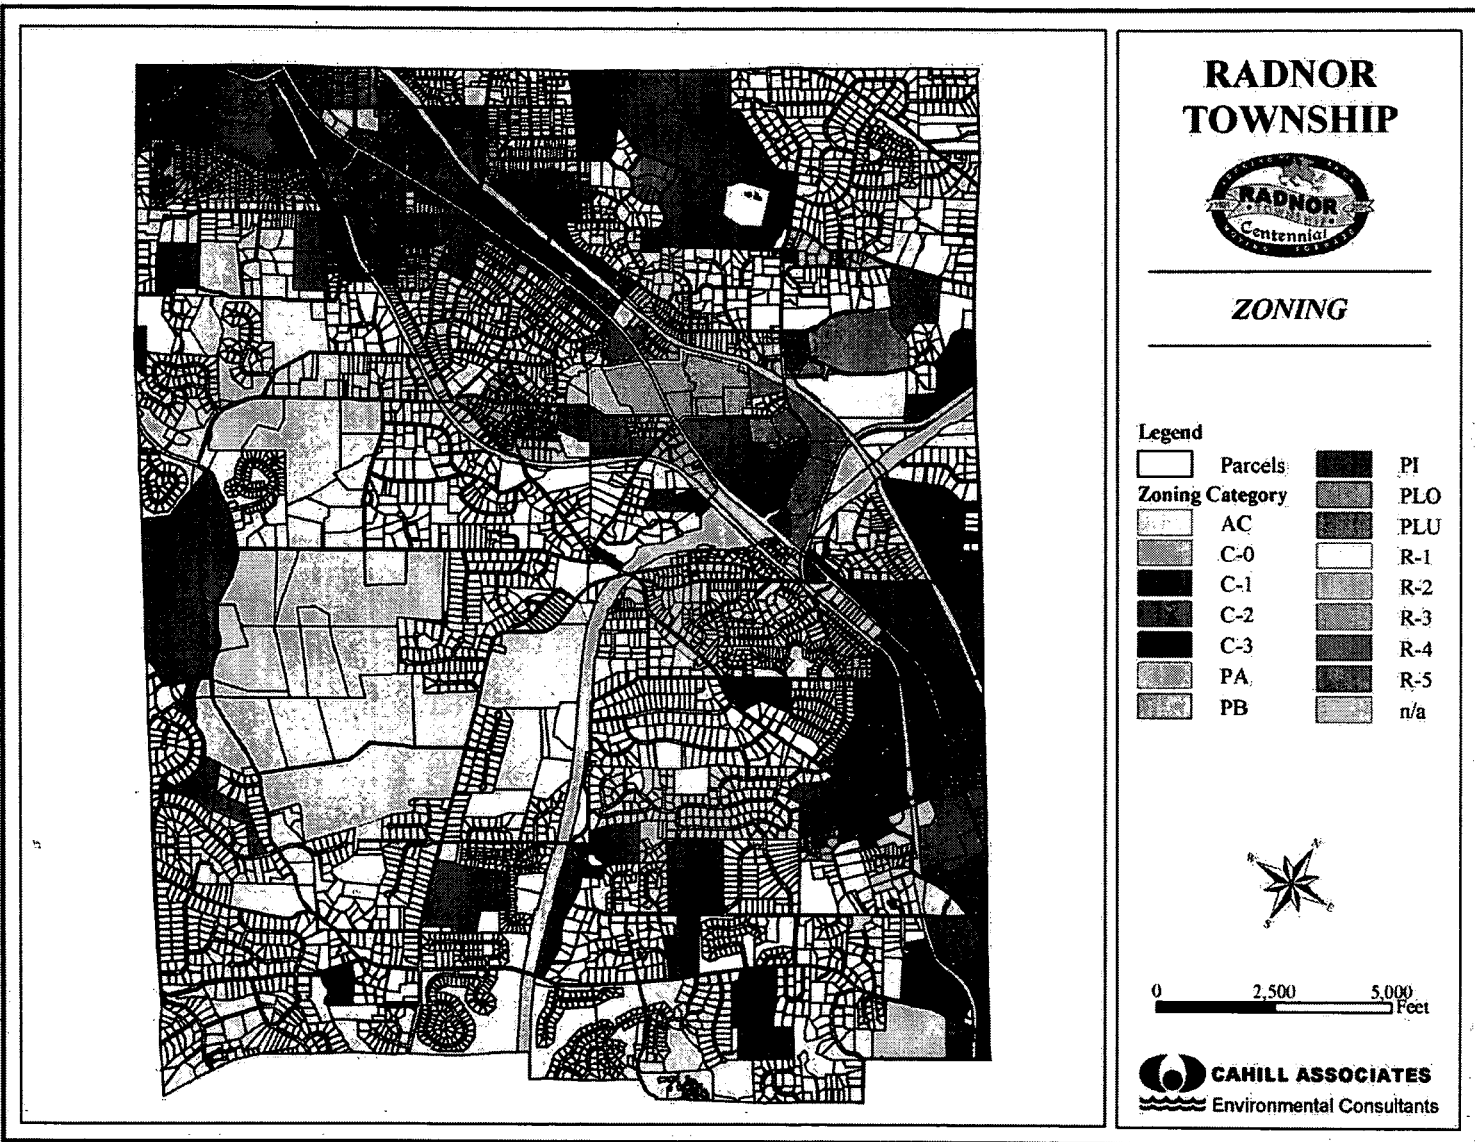 RADNOR
TOWNSHIP
RADNOR
TOWNSHIP
Centennial
ZONING
Legend
Parcels
Zoning Category
AC
C-0
C-1
C-2
C-3
PA
PB
PI
PLO
PLU
R-1
R-2
R-3
R-4
R-5
n/a
N
W
E
S
0 2,500 5,000
Feet
CAHILL ASSOCIATES
Environmental Consultants